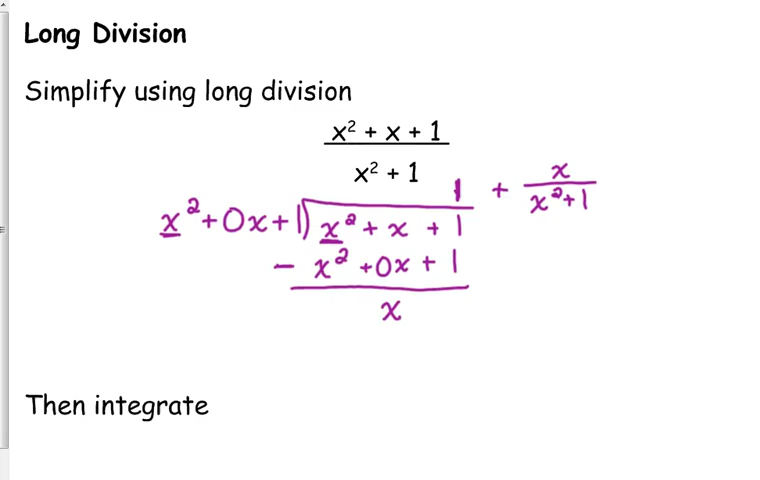 Long Division
Simplify using long division
x² + x + 1
x² + 1
1 + x/(x²+1)
x²+0x+1)x²+x+1
− x²+0x+1
x
Then integrate